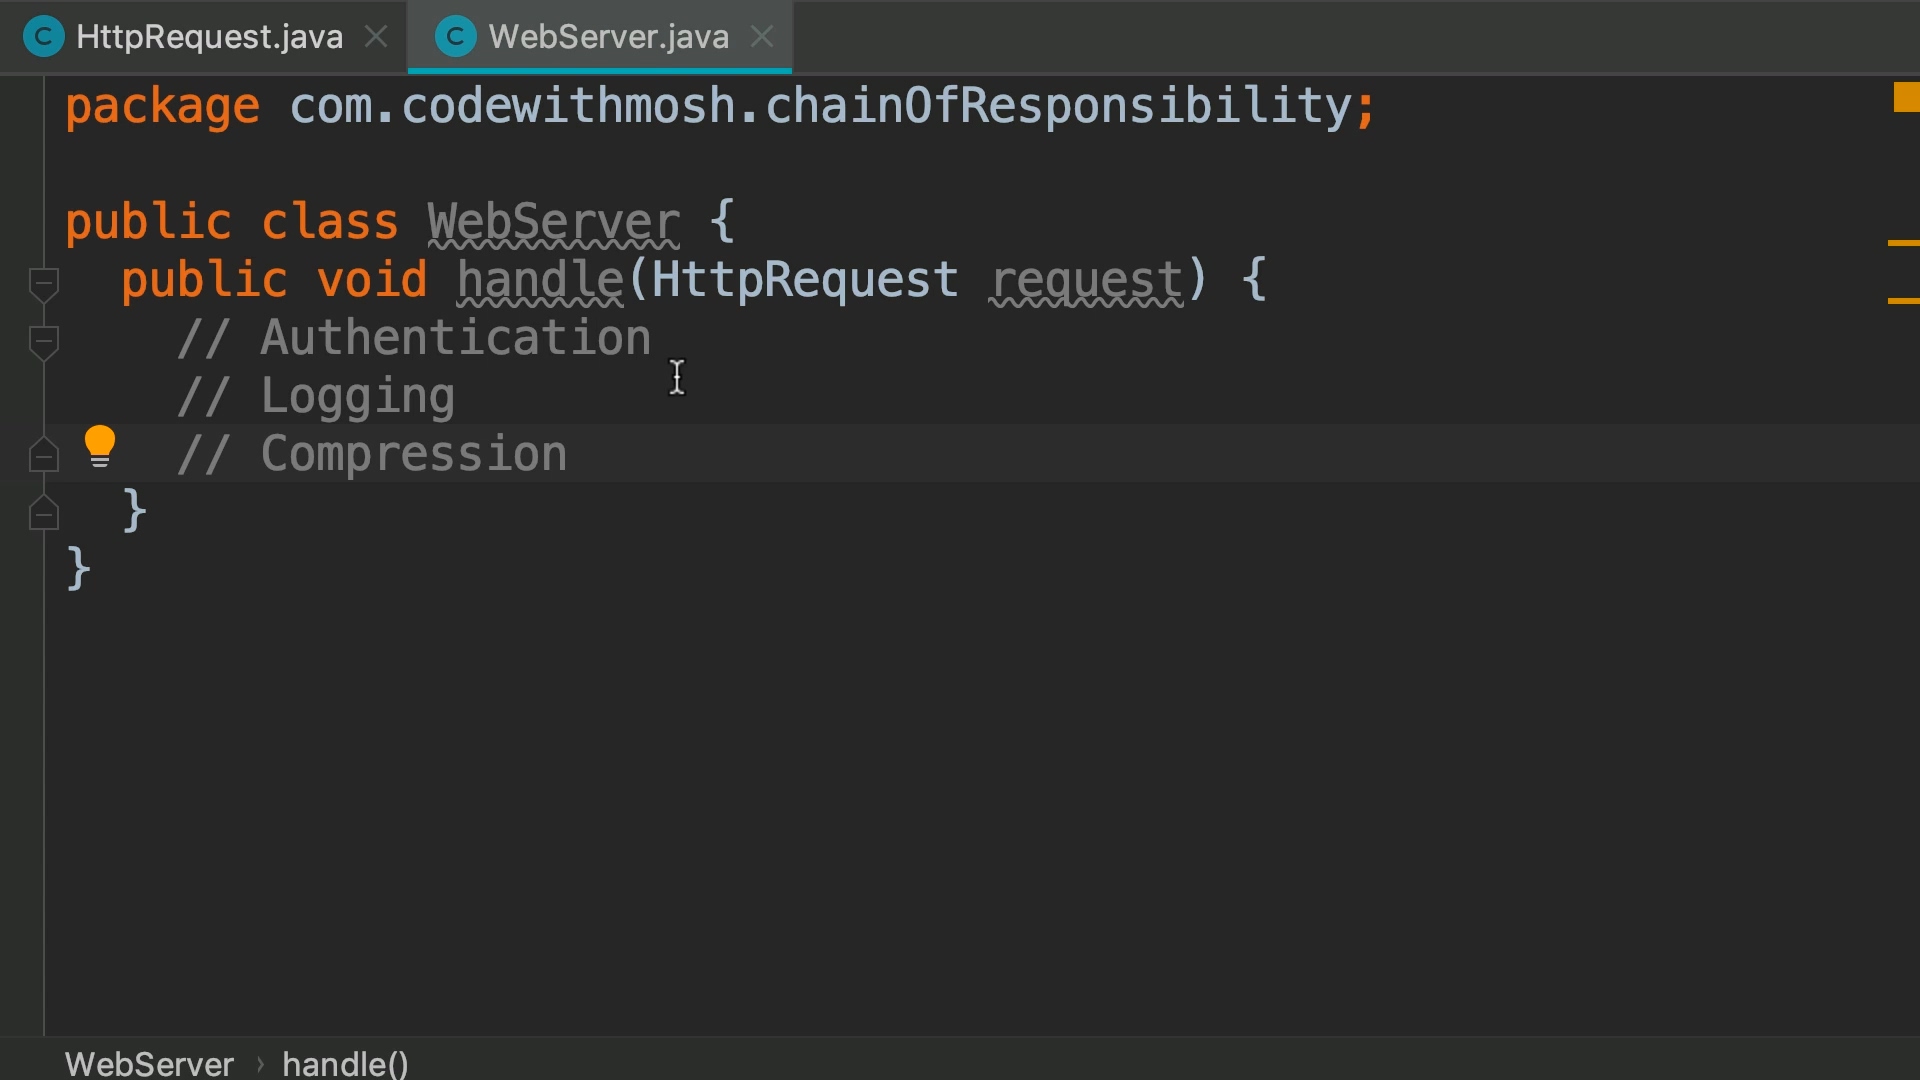 HttpRequest.java
WebServer.java
package com.codewithmosh.chainOfResponsibility;
public class WebServer {
public void handle(HttpRequest request) {
// Authentication
// Logging
// Compression
}
}
WebServer › handle()